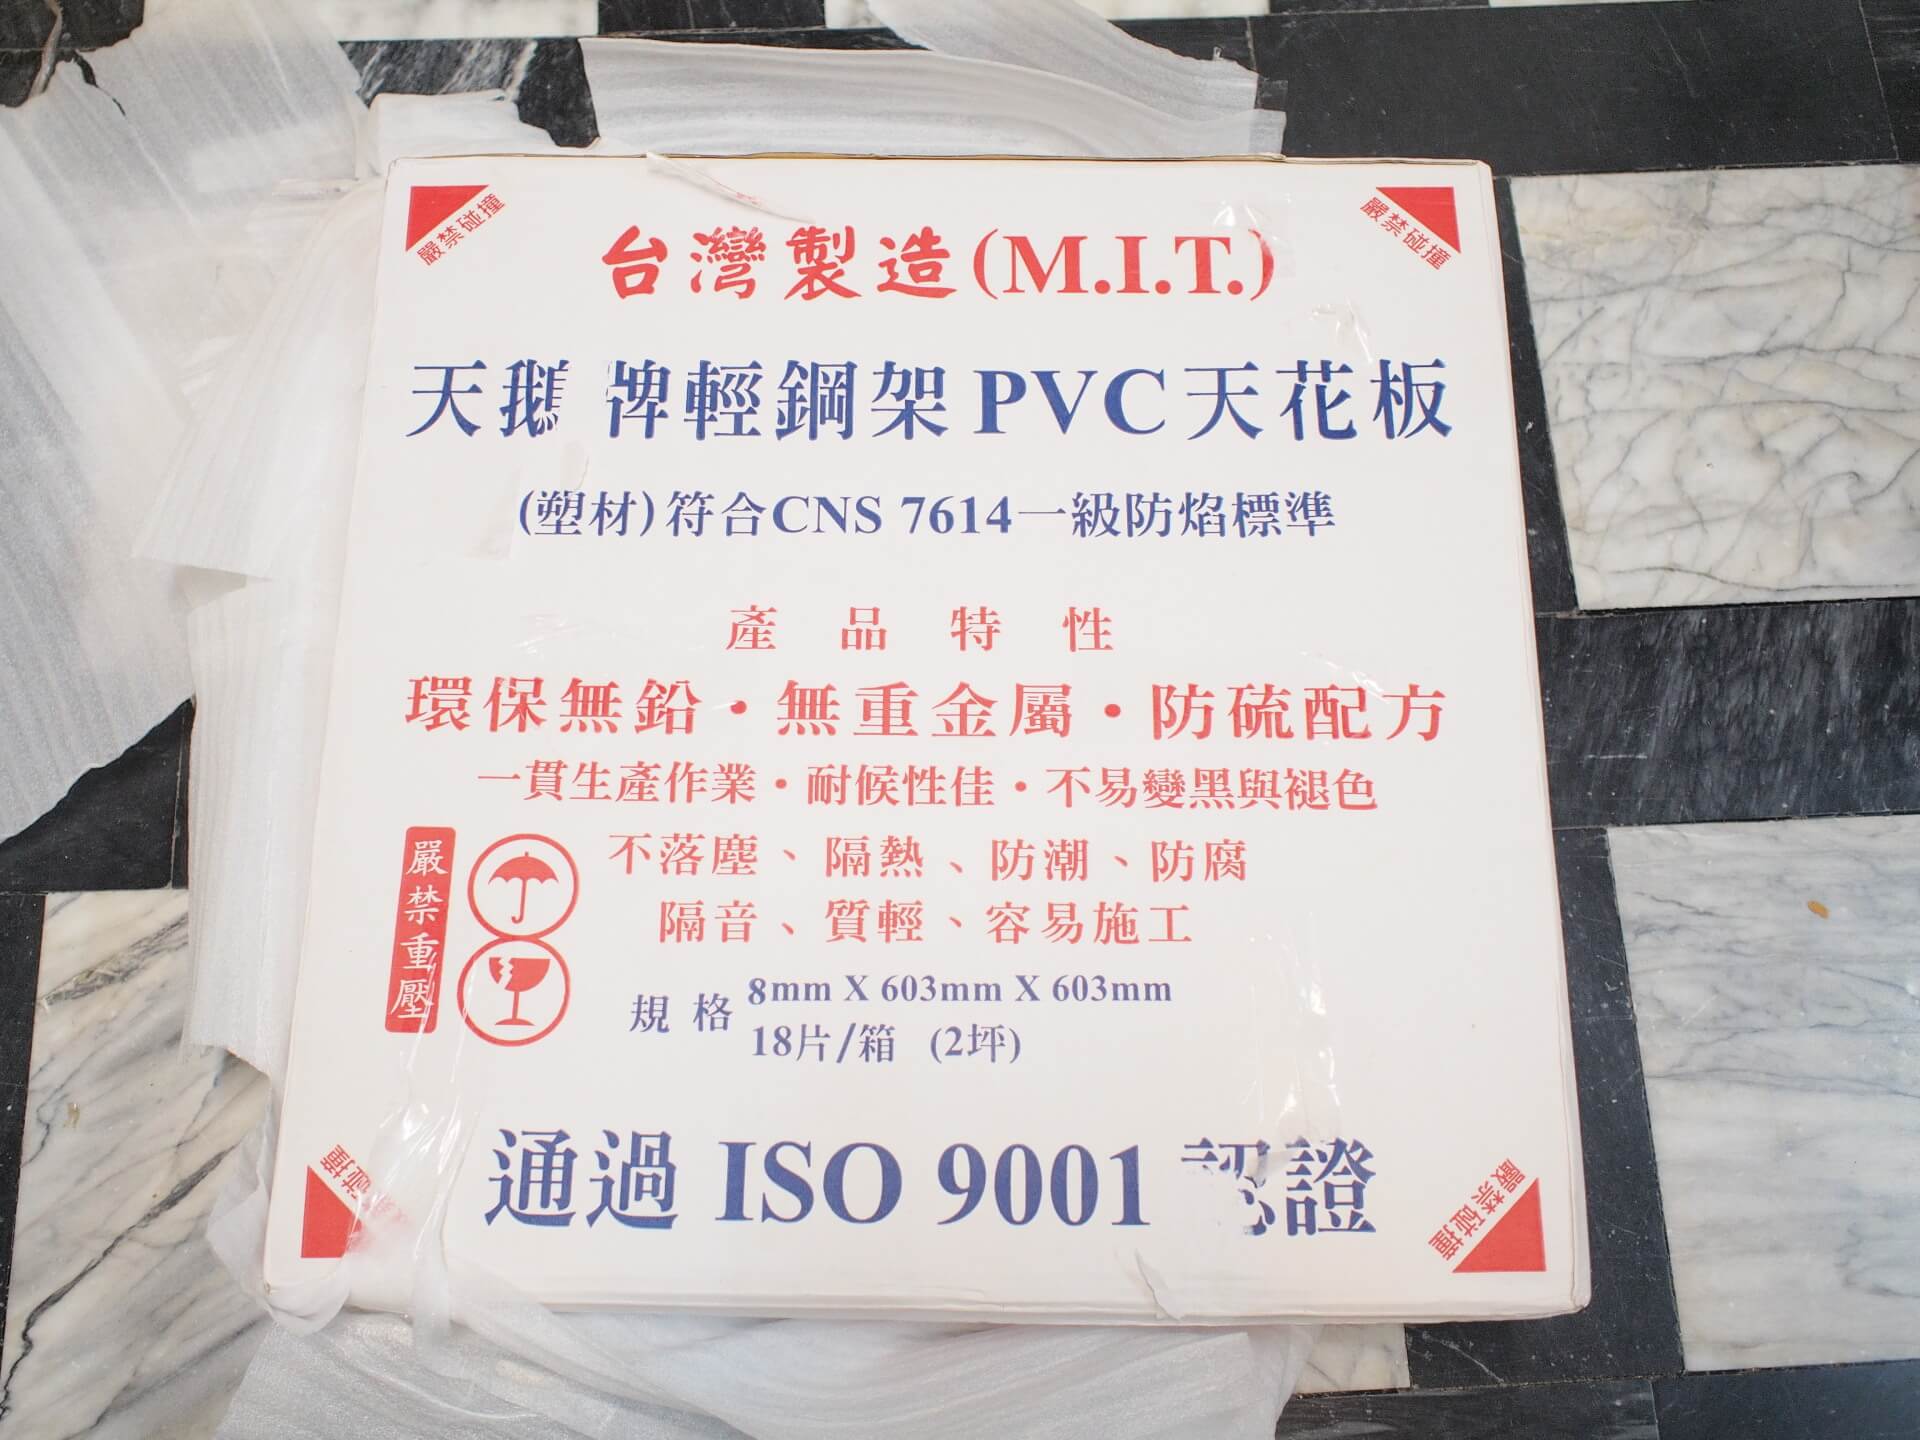 嚴禁碰撞
嚴禁碰撞
台灣製造(M.I.T.)
天鵝牌輕鋼架PVC天花板
(塑材)符合CNS 7614一級防焰標準
產品特性
環保無鉛·無重金屬·防硫配方
一貫生產作業·耐候性佳·不易變黑與褪色
不落塵、隔熱、防潮、防腐
隔音、質輕、容易施工
嚴禁重壓
規格 8mm X 603mm X 603mm
18片/箱 (2坪)
通過 ISO 9001 認證
碰撞
嚴禁碰撞